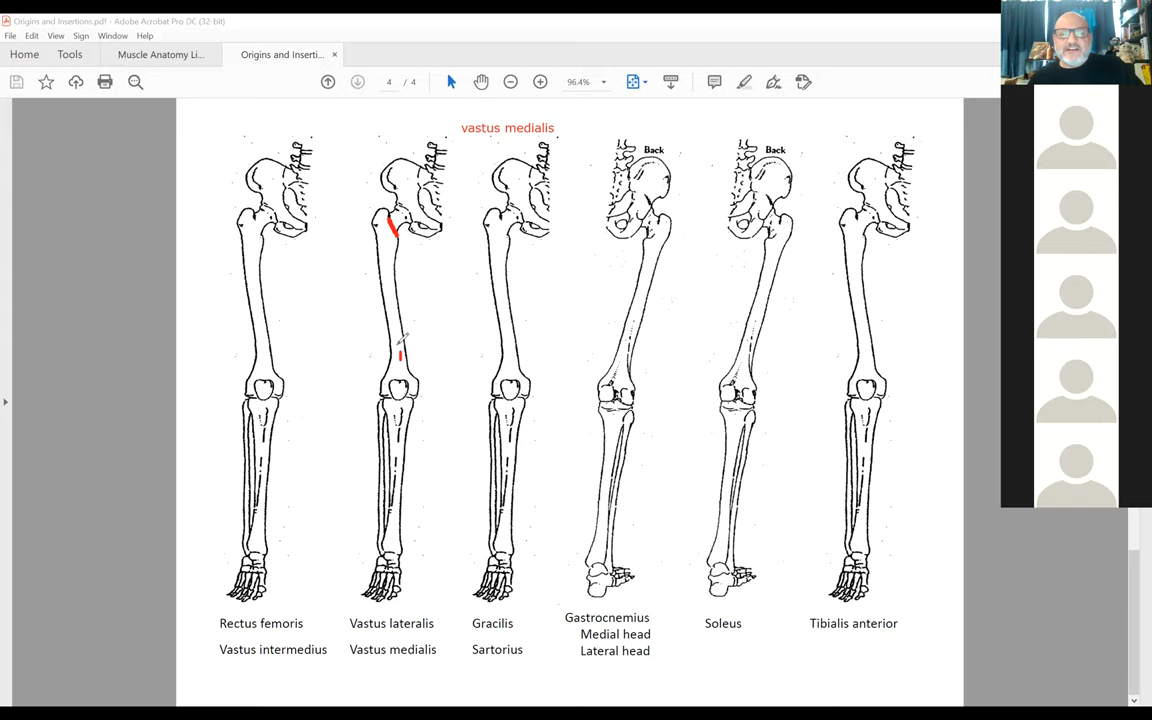 Origins and Insertions.pdf - Adobe Acrobat Pro DC (32-bit)
File Edit View Sign Window Help
Home Tools Muscle Anatomy Li... Origins and Inserti... ×
4 / 4 96.4%
vastus medialis
Back Back
Rectus femoris
Vastus intermedius
Vastus lateralis
Vastus medialis
Gracilis
Sartorius
Gastrocnemius
Medial head
Lateral head
Soleus
Tibialis anterior